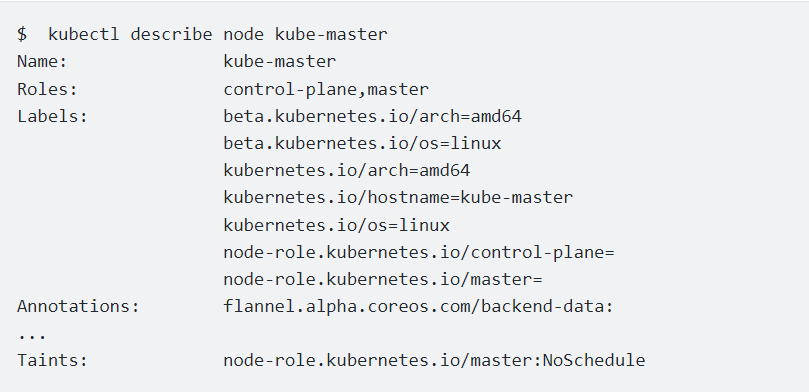 $  kubectl describe node kube-master
Name:               kube-master
Roles:              control-plane,master
Labels:             beta.kubernetes.io/arch=amd64
                    beta.kubernetes.io/os=linux
                    kubernetes.io/arch=amd64
                    kubernetes.io/hostname=kube-master
                    kubernetes.io/os=linux
                    node-role.kubernetes.io/control-plane=
                    node-role.kubernetes.io/master=
Annotations:        flannel.alpha.coreos.com/backend-data:
...
Taints:             node-role.kubernetes.io/master:NoSchedule